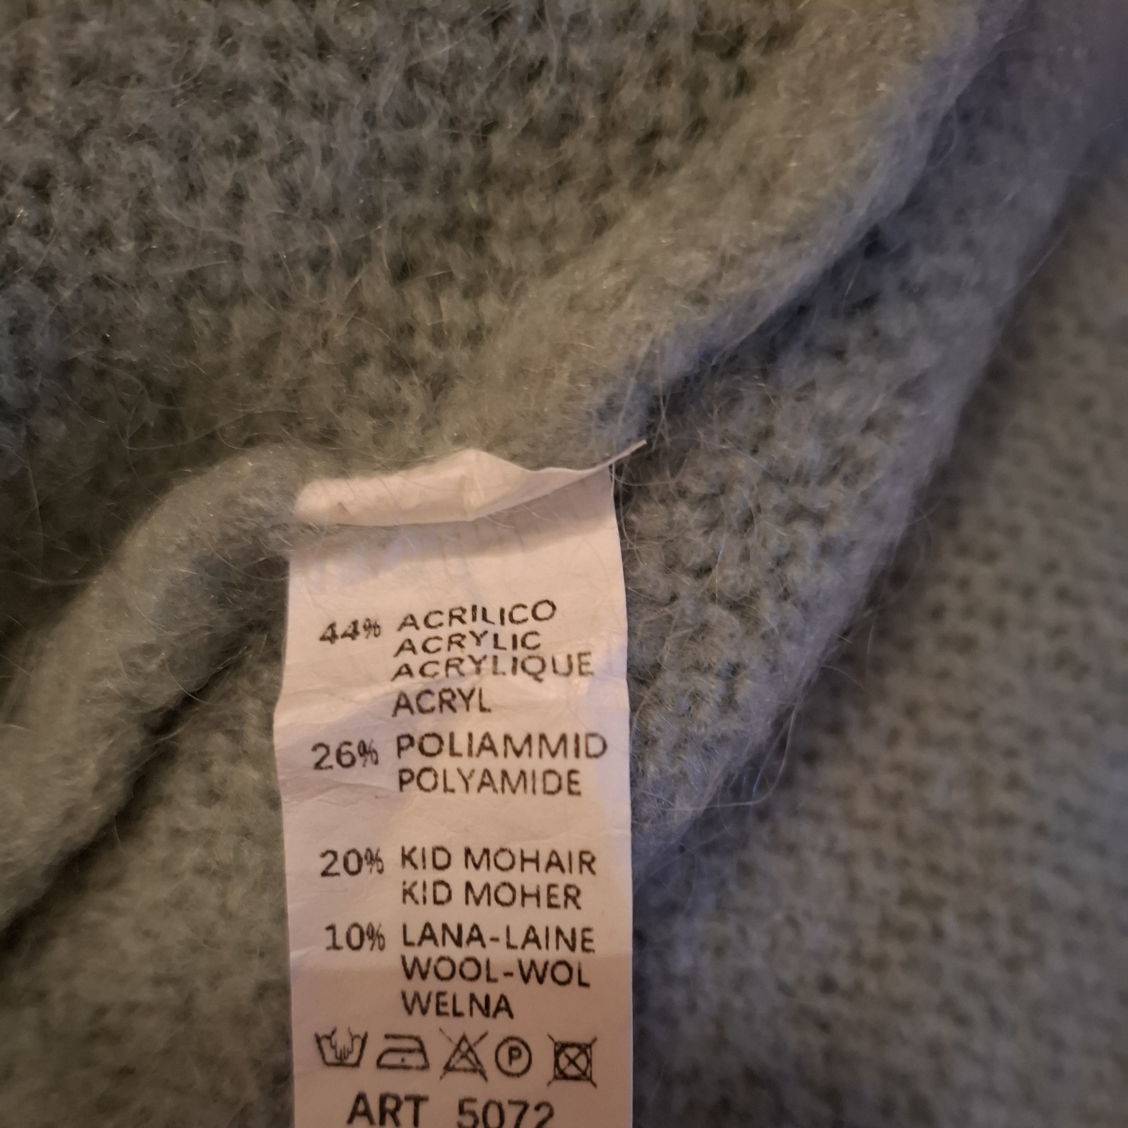 44% ACRILICO
ACRYLIC
ACRYLIQUE
ACRYL
26% POLIAMMID
POLYAMIDE
20% KID MOHAIR
KID MOHER
10% LANA-LAINE
WOOL-WOL
WELNA
P
ART 5072